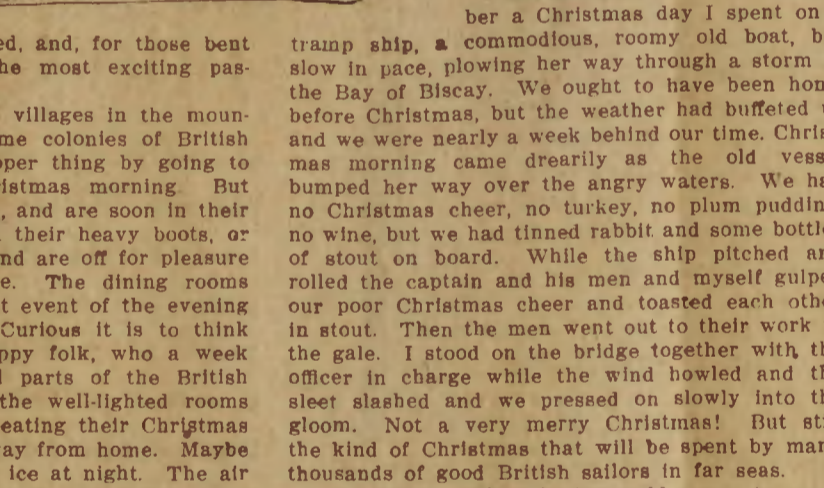 ed, and, for those bent
he most exciting pas-
villages in the moun-
me colonies of British
oper thing by going to
istmas morning But
, and are soon in their
their heavy boots, or
nd are off for pleasure
e. The dining rooms
t event of the evening
Curious it is to think
ppy folk, who a week
l parts of the British
the well-lighted rooms
eating their Christmas
way from home. Maybe
ice at night. The air
ber a Christmas day I spent on
tramp ship, a commodious, roomy old boat, b
slow in pace, plowing her way through a storm
the Bay of Biscay. We ought to have been hom
before Christmas, but the weather had buffeted u
and we were nearly a week behind our time. Chris
mas morning came drearily as the old vess
bumped her way over the angry waters. We ha
no Christmas cheer, no turkey, no plum puddin
no wine, but we had tinned rabbit and some bottle
of stout on board. While the ship pitched an
rolled the captain and his men and myself gulpe
our poor Christmas cheer and toasted each othe
in stout. Then the men went out to their work
the gale. I stood on the bridge together with th
officer in charge while the wind howled and th
sleet slashed and we pressed on slowly into th
gloom. Not a very merry Christmas! But sti
the kind of Christmas that will be spent by man
thousands of good British sailors in far seas.